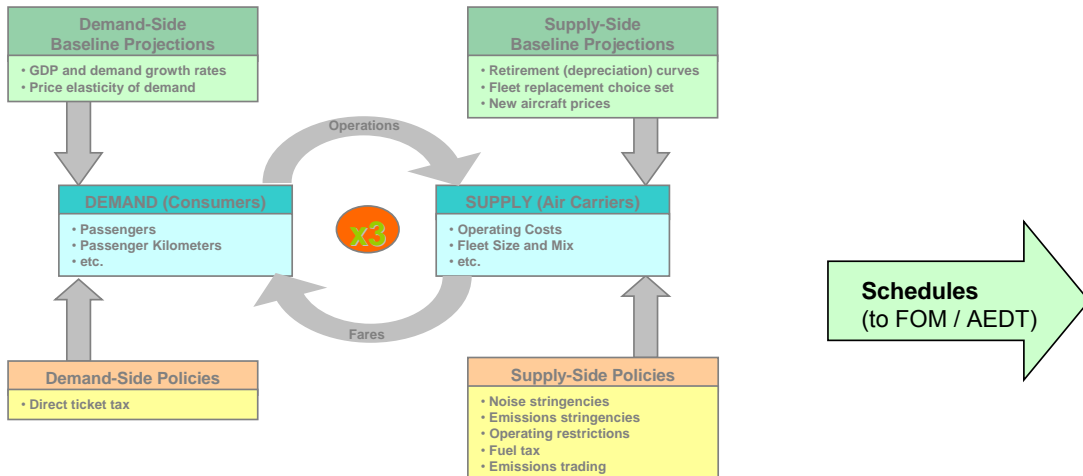 Demand-Side
Baseline Projections
• GDP and demand growth rates
• Price elasticity of demand
Supply-Side
Baseline Projections
• Retirement (depreciation) curves
• Fleet replacement choice set
• New aircraft prices
Operations
DEMAND (Consumers)
• Passengers
• Passenger Kilometers
• etc.
x3
SUPPLY (Air Carriers)
• Operating Costs
• Fleet Size and Mix
• etc.
Schedules
(to FOM / AEDT)
Fares
Demand-Side Policies
• Direct ticket tax
Supply-Side Policies
• Noise stringencies
• Emissions stringencies
• Operating restrictions
• Fuel tax
• Emissions trading